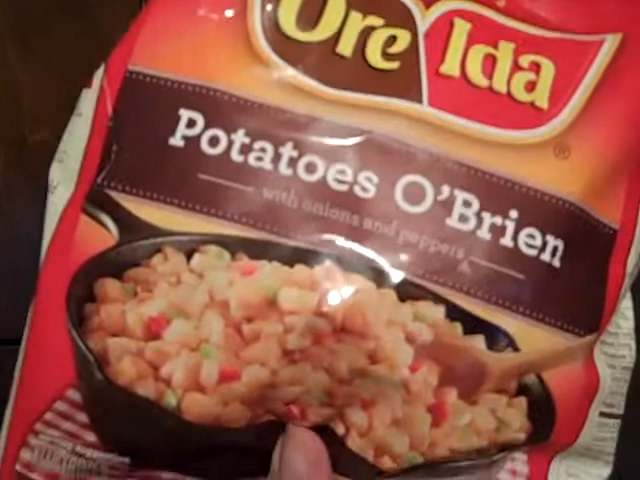 Ore Ida
®
Potatoes O'Brien
with onions and peppers